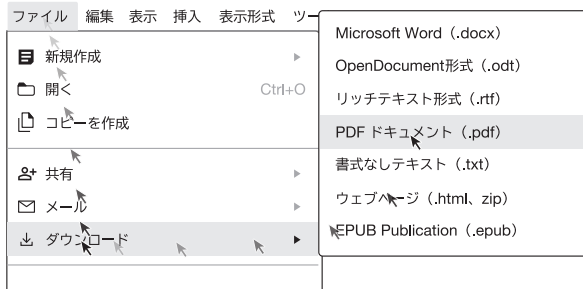 ファイル 編集 表示 挿入 表示形式 ツー
新規作成
開く Ctrl+O
コピーを作成
共有
メール
ダウンロード
Microsoft Word（.docx）
OpenDocument形式（.odt）
リッチテキスト形式（.rtf）
PDF ドキュメント（.pdf）
書式なしテキスト（.txt）
ウェブページ（.html、zip）
EPUB Publication（.epub）